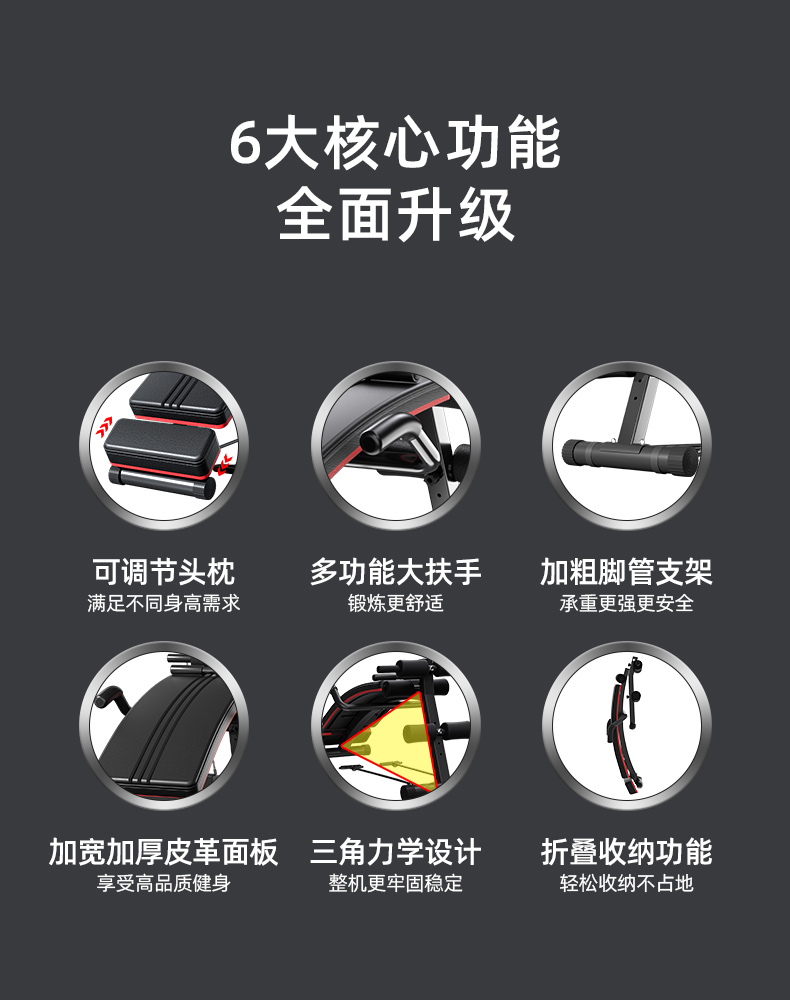 6大核心功能
全面升级
可调节头枕
满足不同身高需求
多功能大扶手
锻炼更舒适
加粗脚管支架
承重更强更安全
加宽加厚皮革面板
享受高品质健身
三角力学设计
整机更牢固稳定
折叠收纳功能
轻松收纳不占地